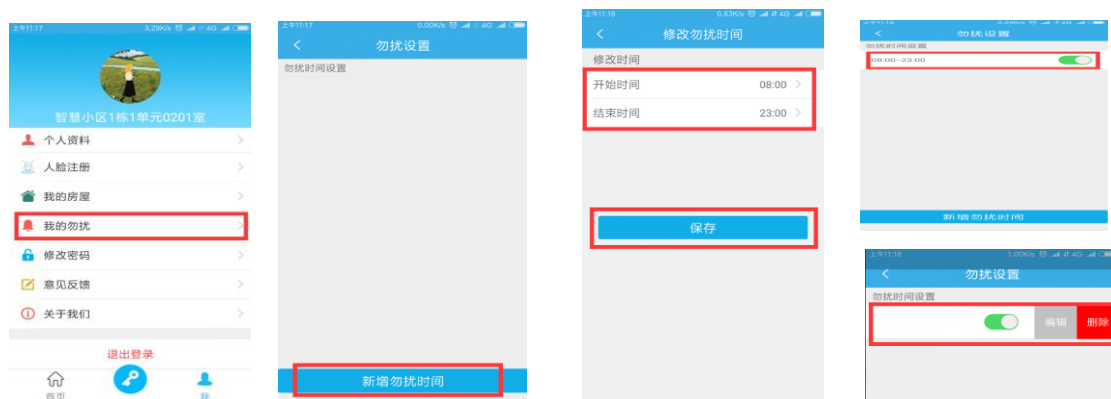 上午11:17 3.29K/s 4G
智慧小区1栋1单元0201室
个人资料
人脸注册
我的房屋
我的勿扰
修改密码
意见反馈
关于我们
退出登录
首页 我
上午11:17 0.00K/s 4G
勿扰设置
勿扰时间设置
新增勿扰时间
上午11:18 0.63K/s 4G
修改勿扰时间
修改时间
开始时间 08:00
结束时间 23:00
保存
勿扰设置
勿扰时间设置
08:00--23:00
新增勿扰时间
上午11:18 1.00K/s 4G
勿扰设置
勿扰时间设置
编辑 删除